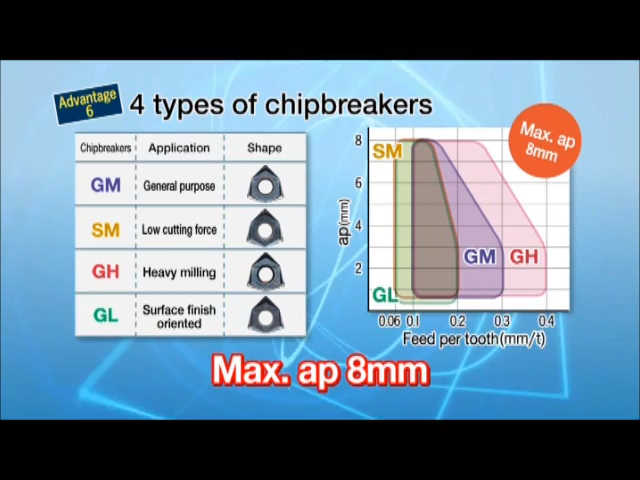 Advantage
6
4 types of chipbreakers
Chipbreakers Application Shape
GM General purpose
SM Low cutting force
GH Heavy milling
GL Surface finish
oriented
Max. ap
8mm
SM
GM
GH
GL
ap(mm)
8
6
4
2
0.06 0.1 0.2 0.3 0.4
Feed per tooth(mm/t)
Max. ap 8mm